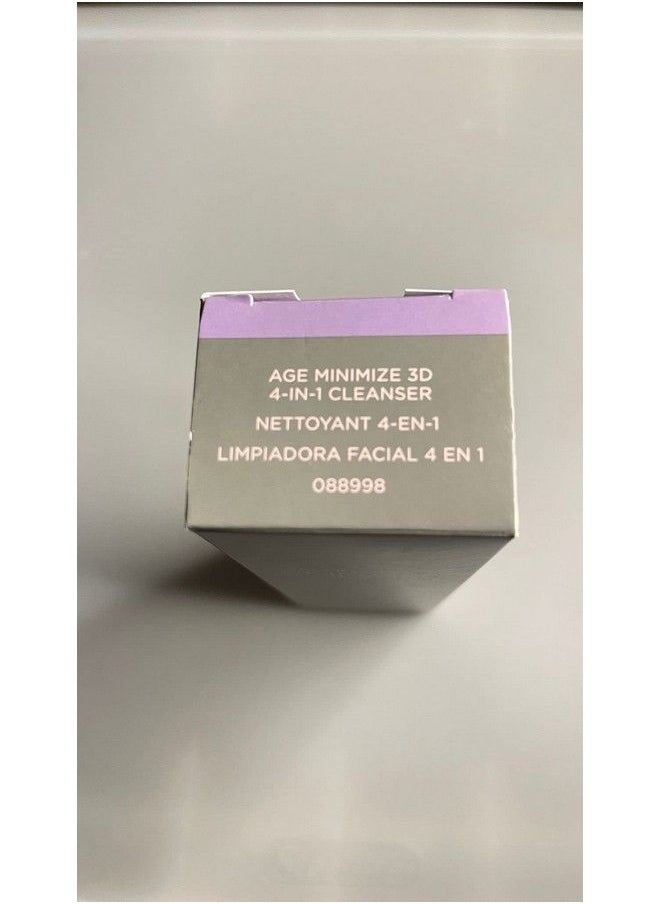 AGE MINIMIZE 3D
4-IN-1 CLEANSER
NETTOYANT 4-EN-1
LIMPIADORA FACIAL 4 EN 1
088998